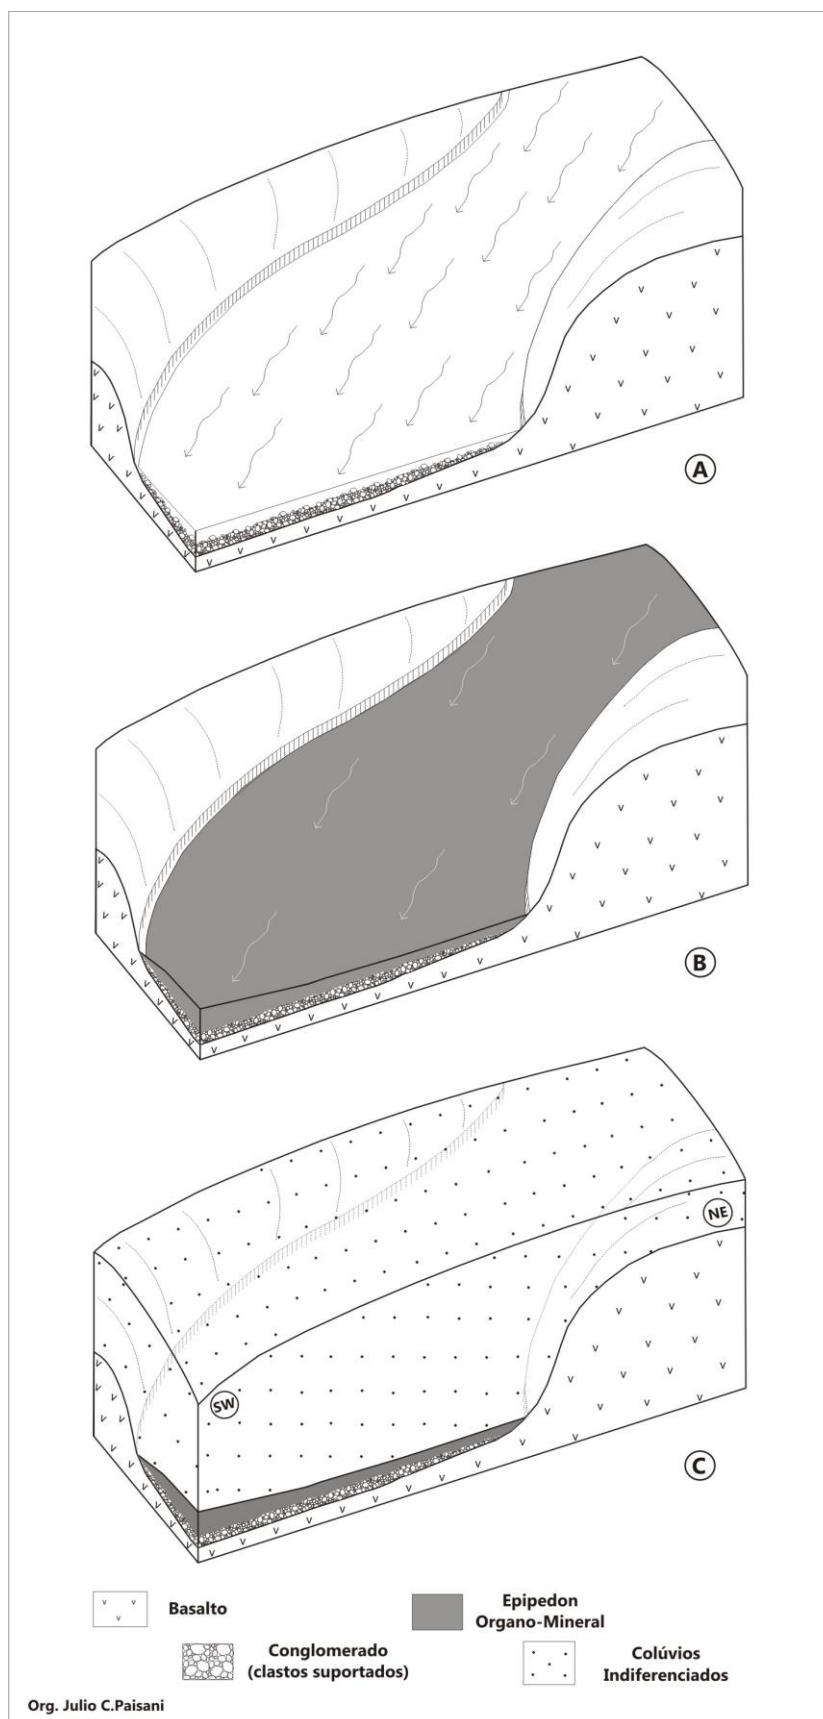 A
B
NE
SW
C
Basalto
Epipedon
Organo-Mineral
Conglomerado
(clastos suportados)
Colúvios
Indiferenciados
Org. Julio C.Paisani